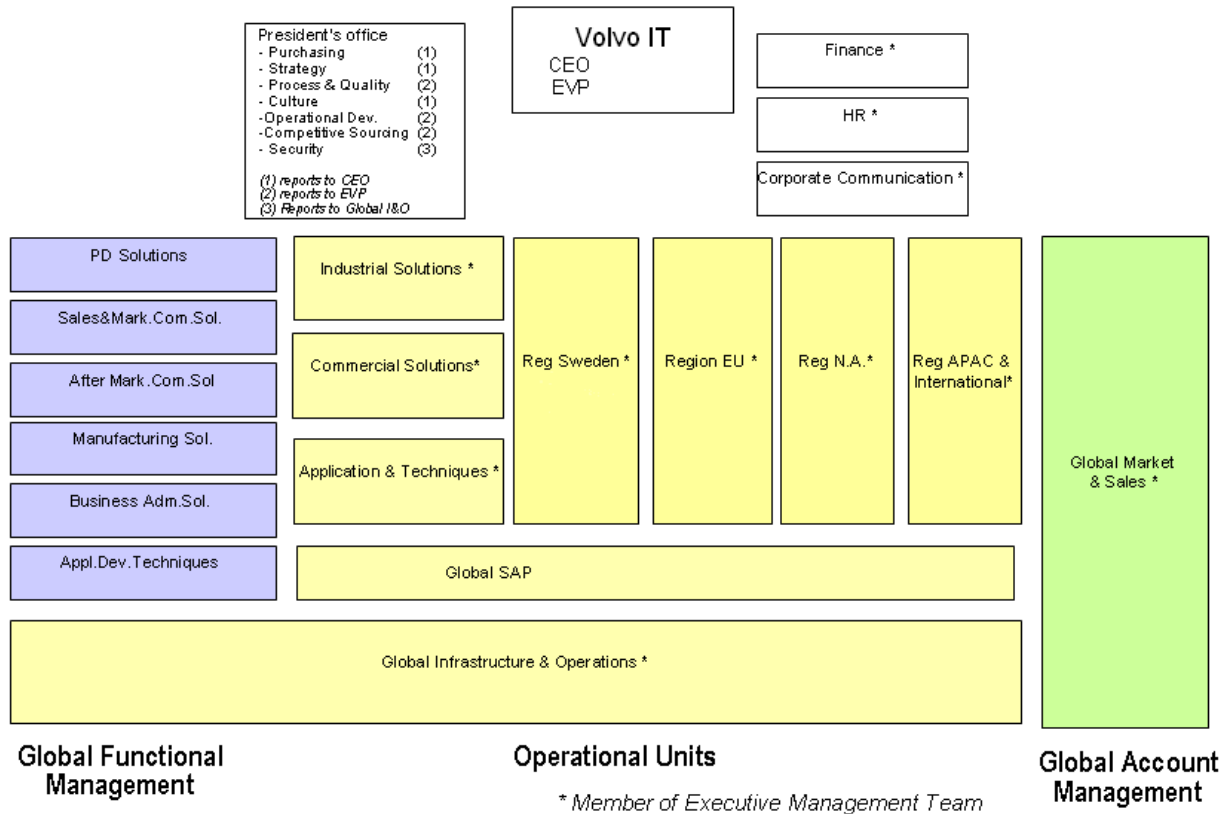 President's office
- Purchasing (1)
- Strategy (1)
- Process & Quality (2)
- Culture (1)
-Operational Dev. (2)
-Competitive Sourcing (2)
- Security (3)
(1) reports to CEO
(2) reports to EVP
(3) Reports to Global I&O
Volvo IT
CEO
EVP
Finance *
HR *
Corporate Communication *
PD Solutions
Sales&Mark.Com.Sol.
After Mark.Com.Sol
Manufacturing Sol.
Business Adm.Sol.
Appl.Dev.Techniques
Industrial Solutions *
Commercial Solutions*
Application & Techniques *
Reg Sweden *
Region EU *
Reg N.A.*
Reg APAC &
International*
Global SAP
Global Infrastructure & Operations *
Global Market
& Sales *
Global Functional
Management
Operational Units
Global Account
Management
* Member of Executive Management Team